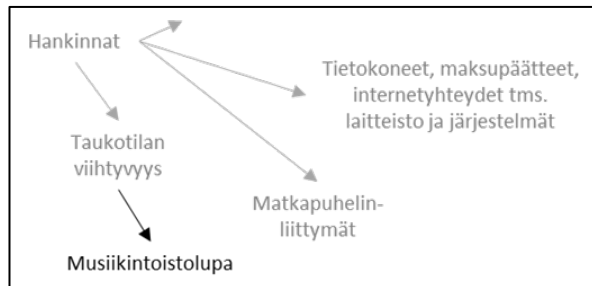 Hankinnat
Tietokoneet, maksupäätteet,
internetyhteydet tms.
laitteisto ja järjestelmät
Taukotilan
viihtyvyys
Matkapuhelin-
liittymät
Musiikintoistolupa